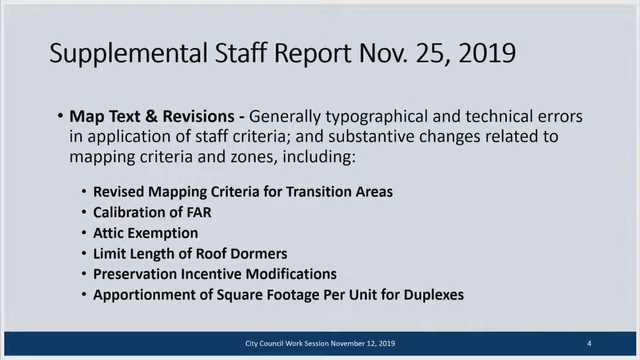 Supplemental Staff Report Nov. 25, 2019
• Map Text & Revisions - Generally typographical and technical errors
in application of staff criteria; and substantive changes related to
mapping criteria and zones, including:
• Revised Mapping Criteria for Transition Areas
• Calibration of FAR
• Attic Exemption
• Limit Length of Roof Dormers
• Preservation Incentive Modifications
• Apportionment of Square Footage Per Unit for Duplexes
City Council Work Session November 12, 2019 4